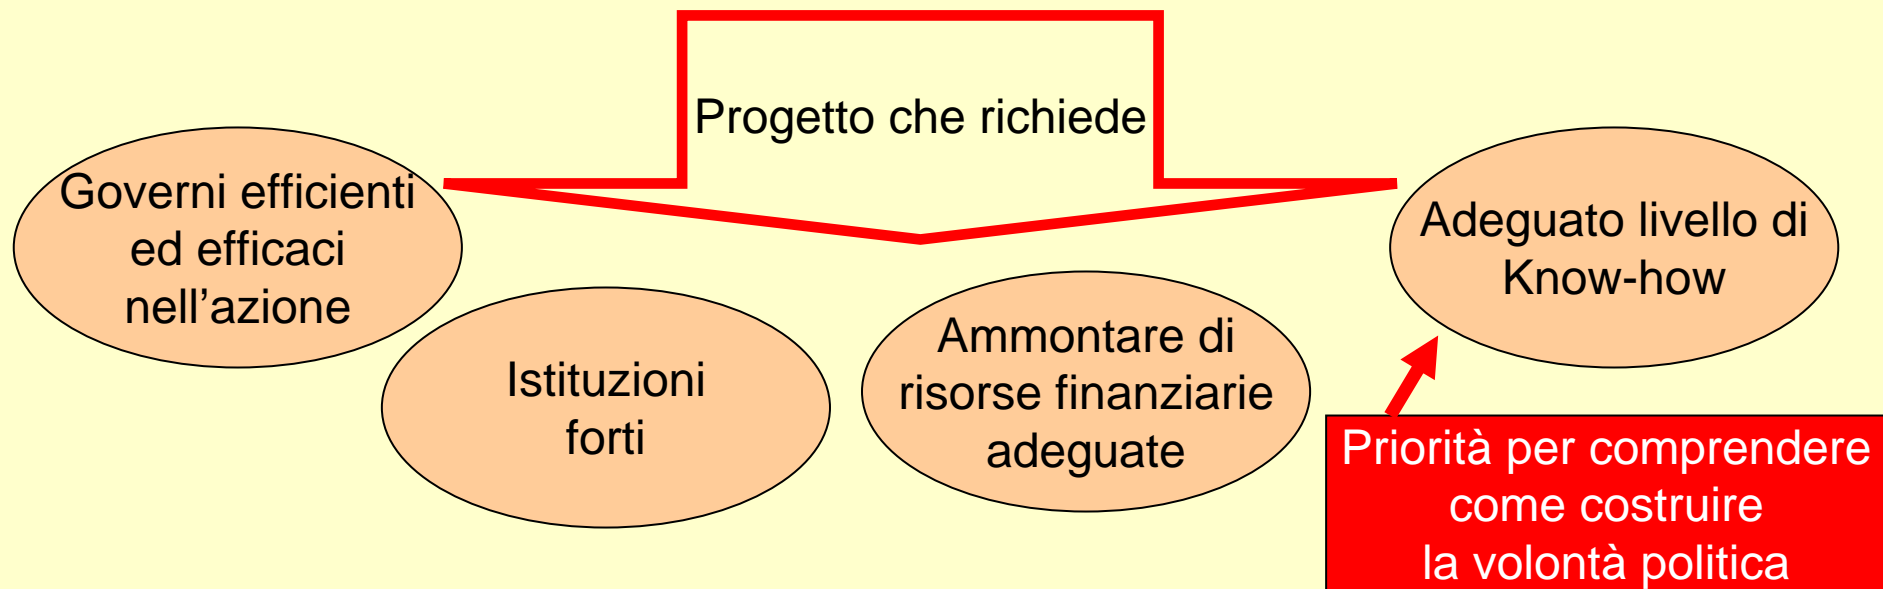 Progetto che richiede
Governi efficienti
ed efficaci
nell’azione
Istituzioni
forti
Ammontare di
risorse finanziarie
adeguate
Adeguato livello di
Know-how
Priorità per comprendere
come costruire
la volontà politica